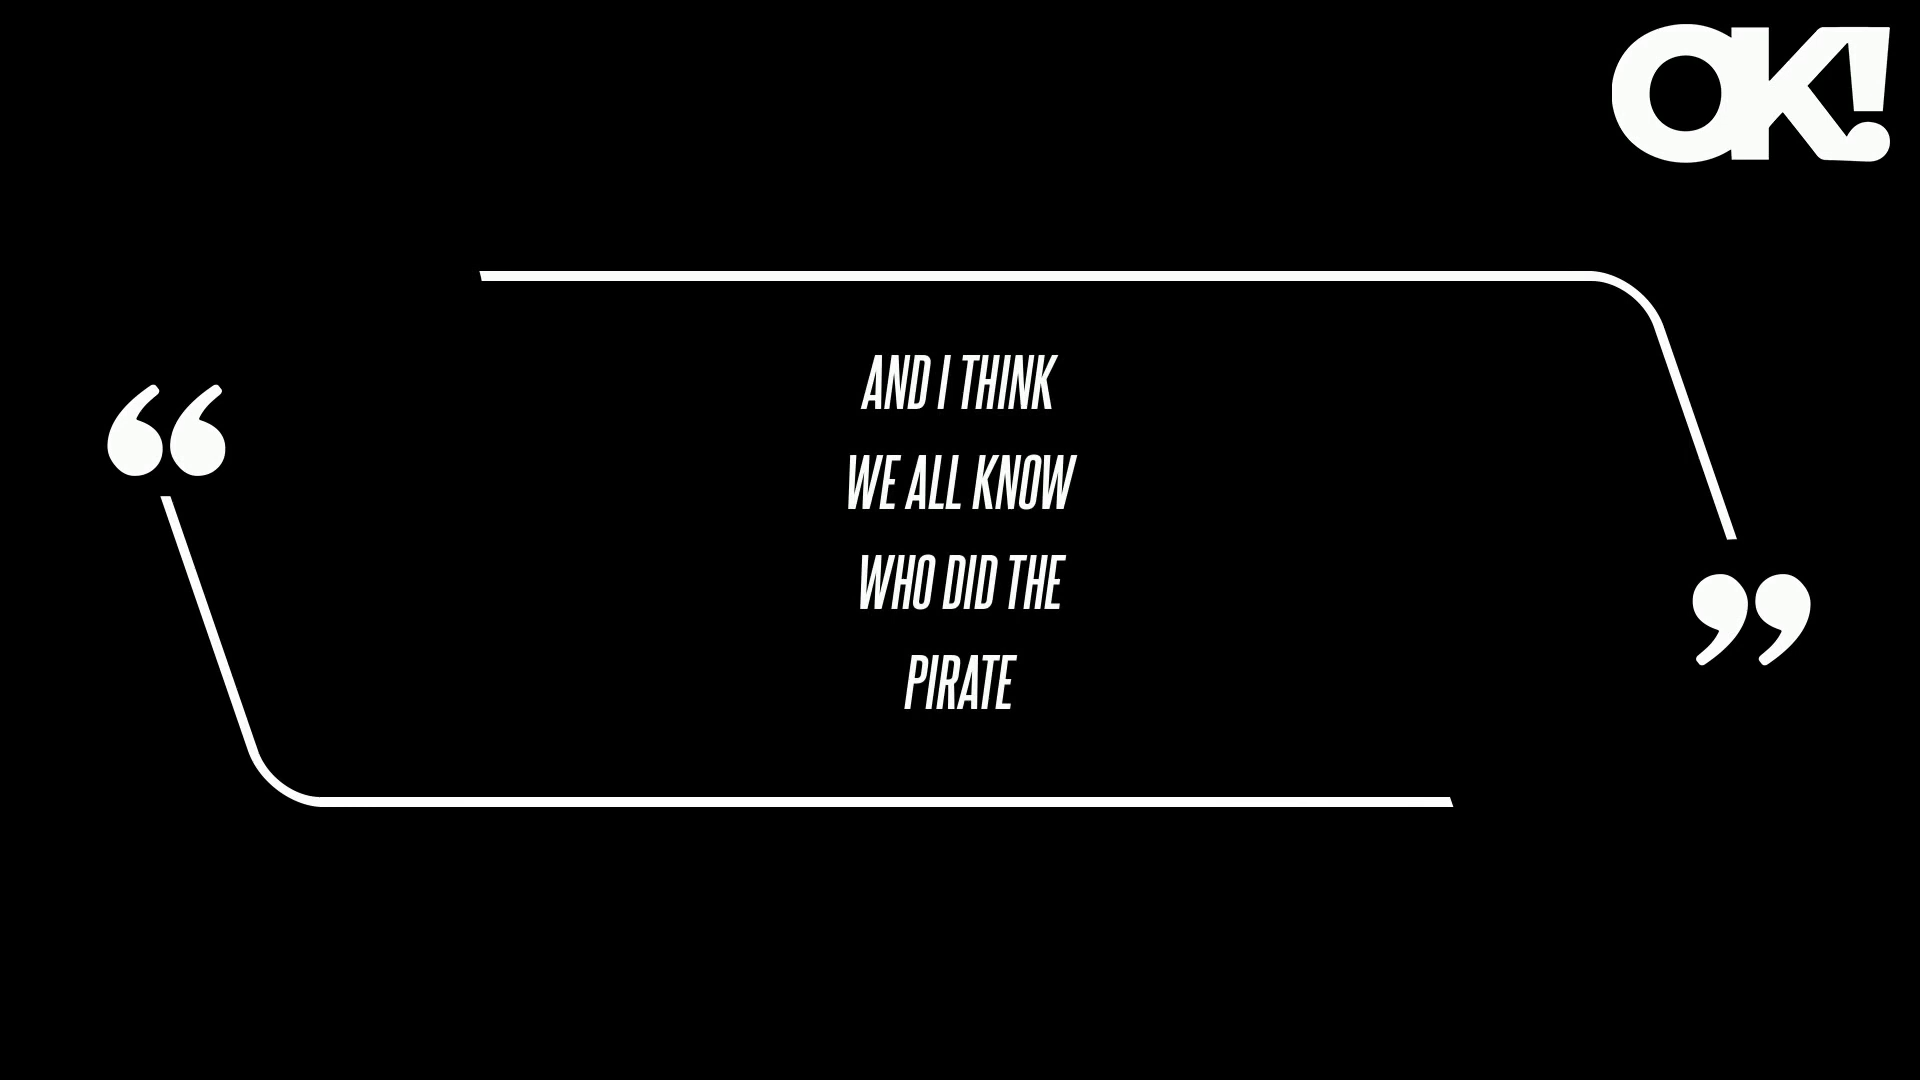 OK!
“
AND I THINK
WE ALL KNOW
WHO DID THE
PIRATE
”